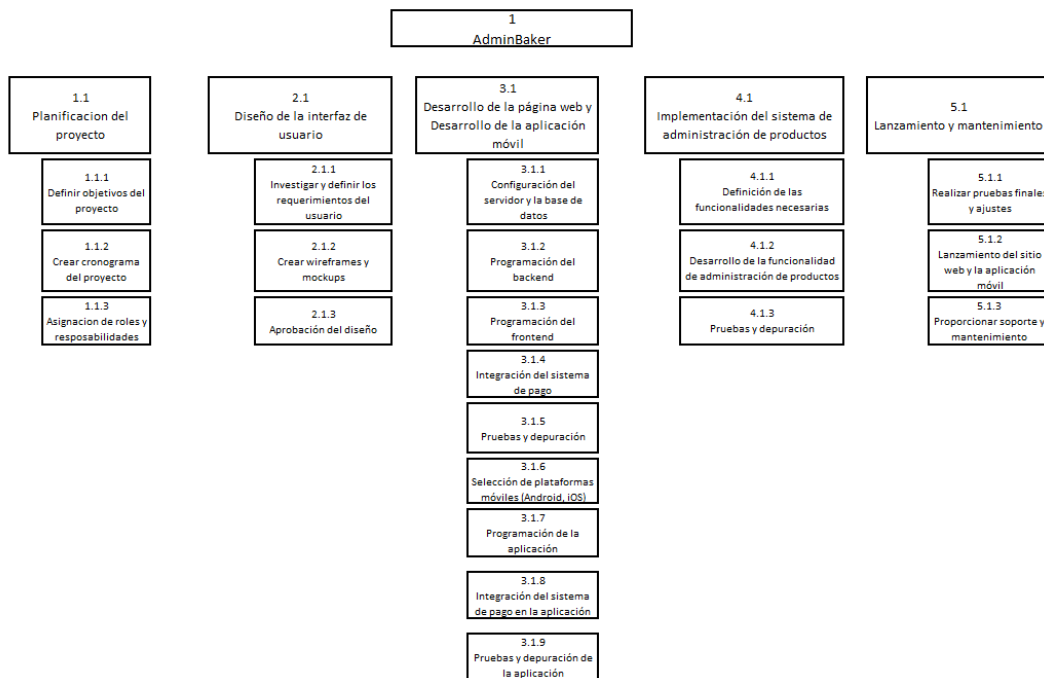 1
AdminBaker
1.1
Planificacion del
proyecto
1.1.1
Definir objetivos del
proyecto
1.1.2
Crear cronograma
del proyecto
1.1.3
Asignacion de roles y
resposabilidades
2.1
Diseño de la interfaz de
usuario
2.1.1
Investigar y definir los
requerimientos del
usuario
2.1.2
Crear wireframes y
mockups
2.1.3
Aprobación del diseño
3.1
Desarrollo de la página web y
Desarrollo de la aplicación
móvil
3.1.1
Configuración del
servidor y la base de
datos
3.1.2
Programación del
backend
3.1.3
Programación del
frontend
3.1.4
Integración del sistema
de pago
3.1.5
Pruebas y depuración
3.1.6
Selección de plataformas
móviles (Android, iOS)
3.1.7
Programación de la
aplicación
3.1.8
Integración del sistema
de pago en la aplicación
3.1.9
Pruebas y depuración de
la aplicación
4.1
Implementación del sistema de
administración de productos
4.1.1
Definición de las
funcionalidades necesarias
4.1.2
Desarrollo de la funcionalidad
de administración de productos
4.1.3
Pruebas y depuración
5.1
Lanzamiento y mantenimiento
5.1.1
Realizar pruebas finales
y ajustes
5.1.2
Lanzamiento del sitio
web y la aplicación
móvil
5.1.3
Proporcionar soporte y
mantenimiento